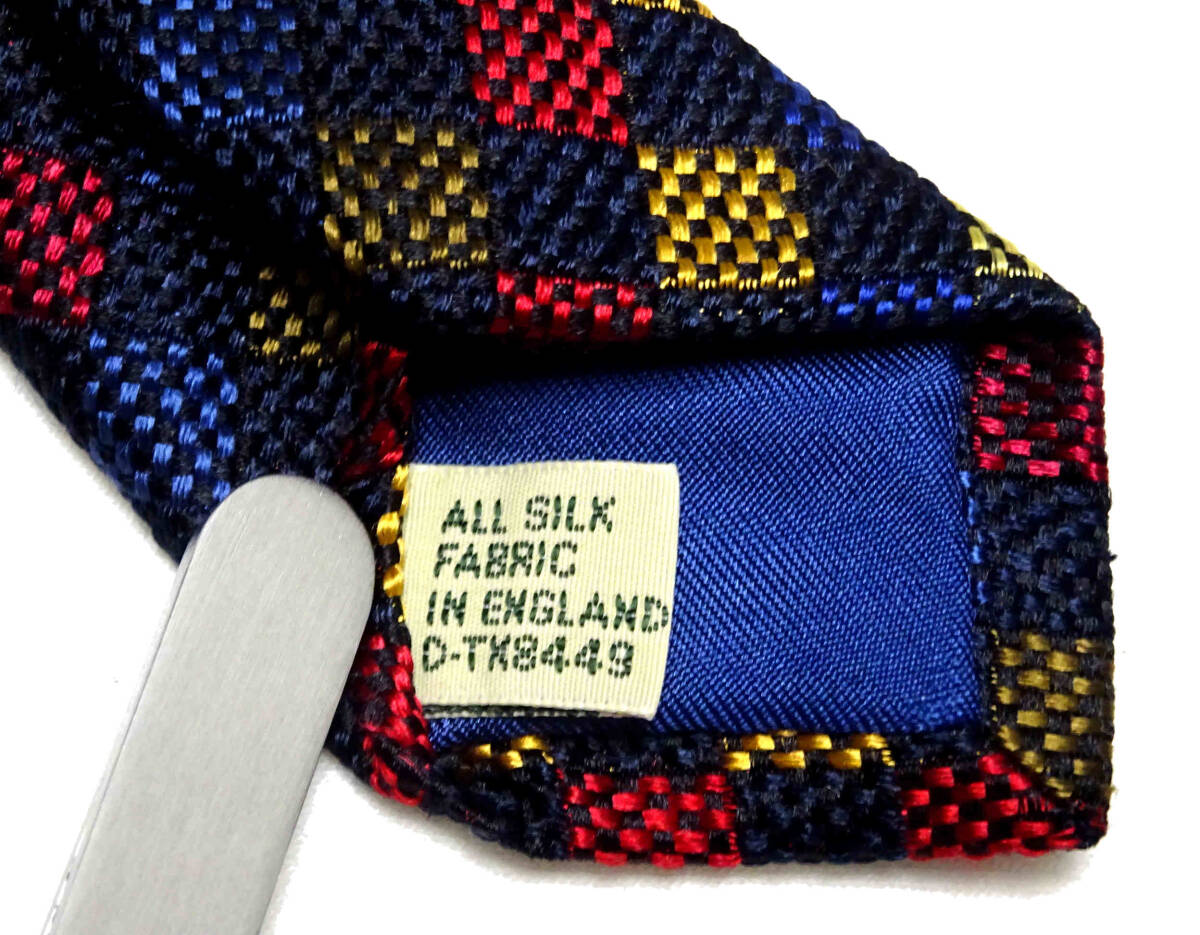 ALL SILK
FABRIC
IN ENGLAND
D-TX8449